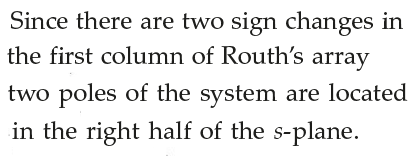 Since there are two sign changes in
the first column of Routh’s array
two poles of the system are located
in the right half of the s-plane.